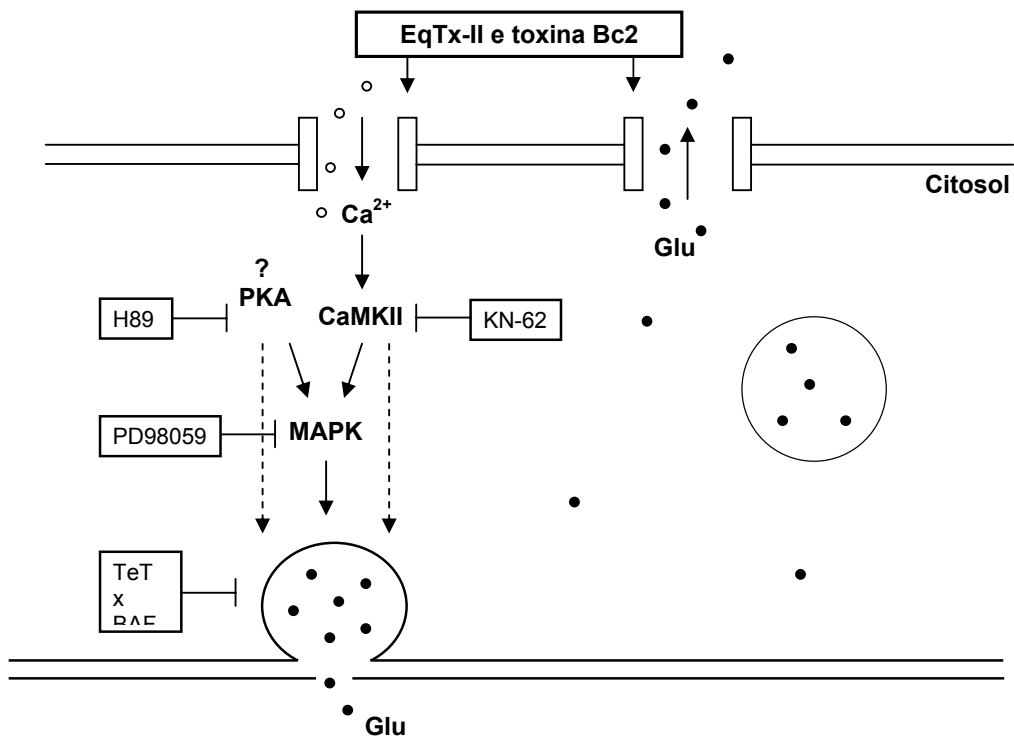 EqTx-II e toxina Bc2
Citosol
Ca²⁺
Glu
?
PKA
CaMKII
H89
KN-62
PD98059
MAPK
TeT
x
Glu